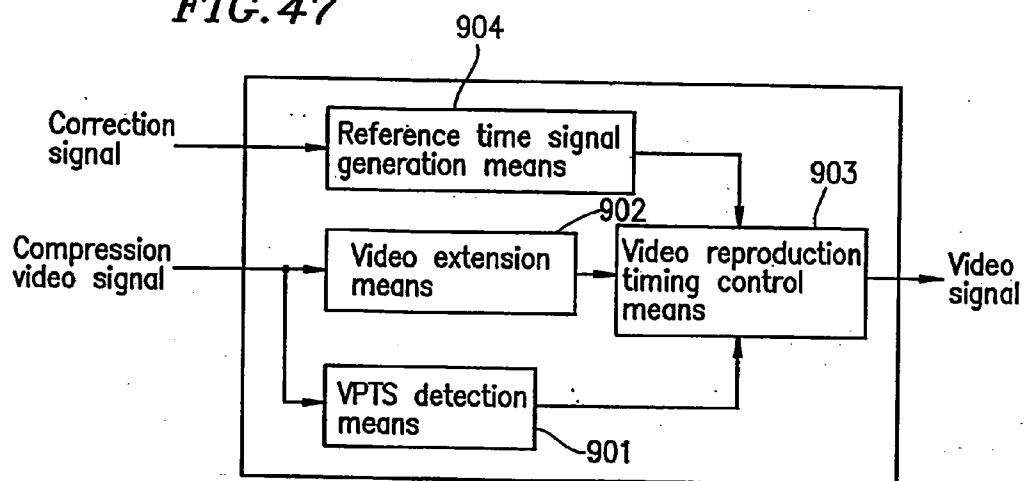 FIG. 47
904
Correction
signal
Reference time signal
generation means
903
902
Compression
video signal
Video extension
means
Video reproduction
timing control
means
Video
signal
VPTS detection
means
901